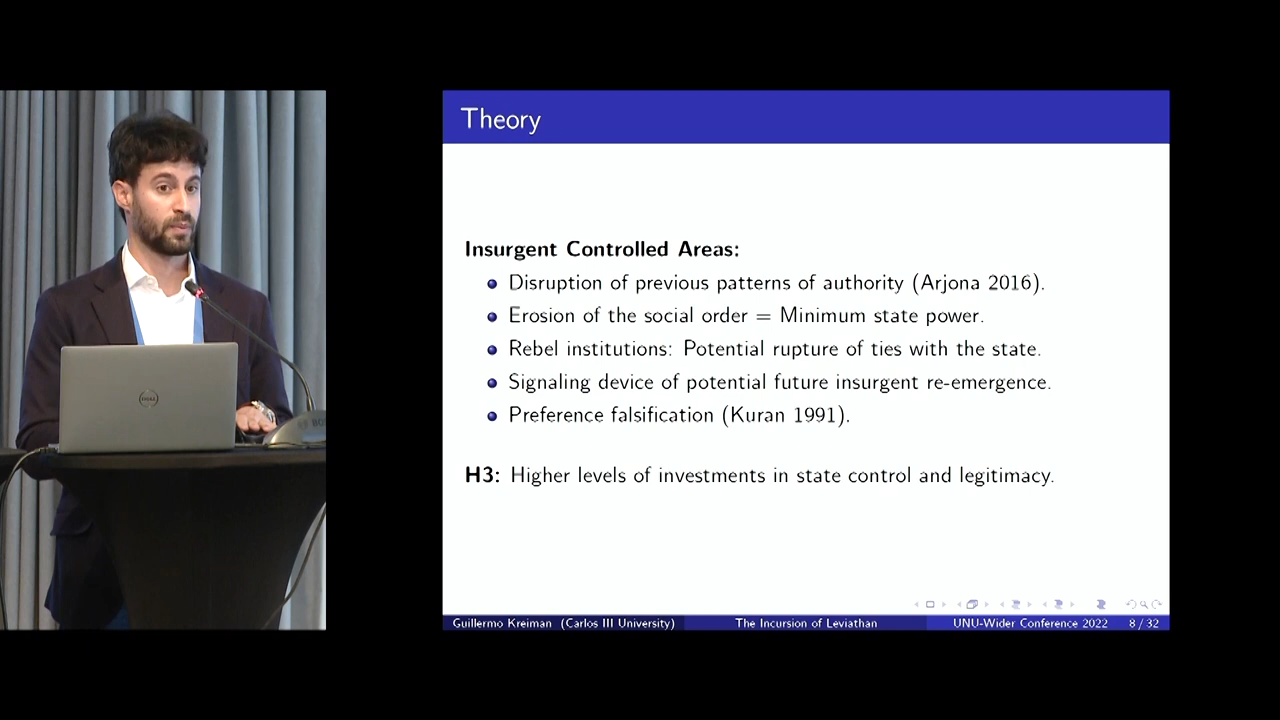 Theory
Insurgent Controlled Areas:
Disruption of previous patterns of authority (Arjona 2016).
Erosion of the social order = Minimum state power.
Rebel institutions: Potential rupture of ties with the state.
Signaling device of potential future insurgent re-emergence.
Preference falsification (Kuran 1991).
H3: Higher levels of investments in state control and legitimacy.
Guillermo Kreiman (Carlos III University)
The Incursion of Leviathan
UNU-Wider Conference 2022
8 / 32
DELL